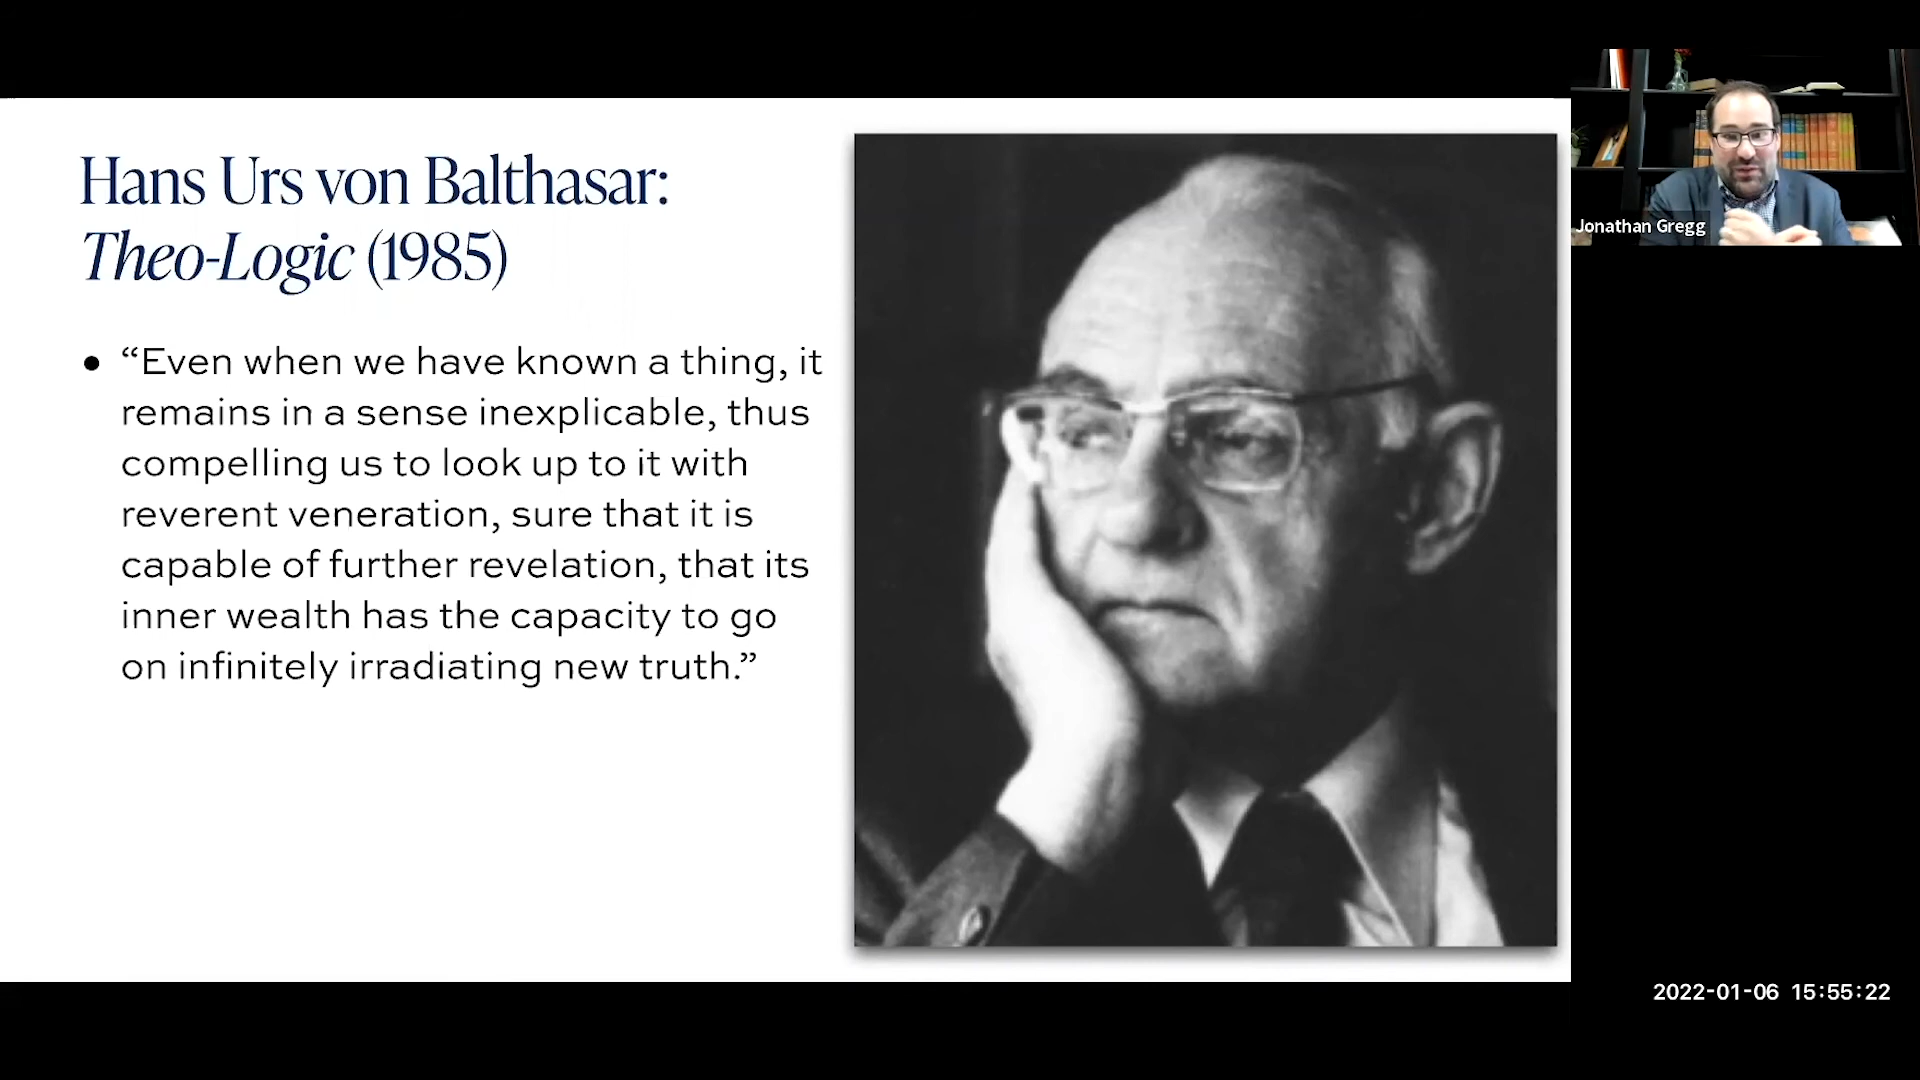 Hans Urs von Balthasar:
Theo-Logic (1985)
• “Even when we have known a thing, it
remains in a sense inexplicable, thus
compelling us to look up to it with
reverent veneration, sure that it is
capable of further revelation, that its
inner wealth has the capacity to go
on infinitely irradiating new truth.”
Jonathan Gregg
2022-01-06 15:55:22